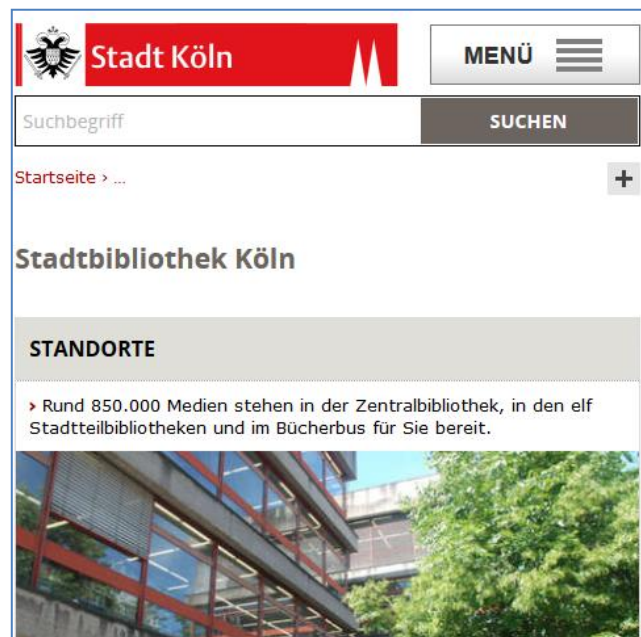 Stadt Köln
MENÜ
Suchbegriff
SUCHEN
Startseite › ...
+
Stadtbibliothek Köln
STANDORTE
› Rund 850.000 Medien stehen in der Zentralbibliothek, in den elf
Stadtteilbibliotheken und im Bücherbus für Sie bereit.